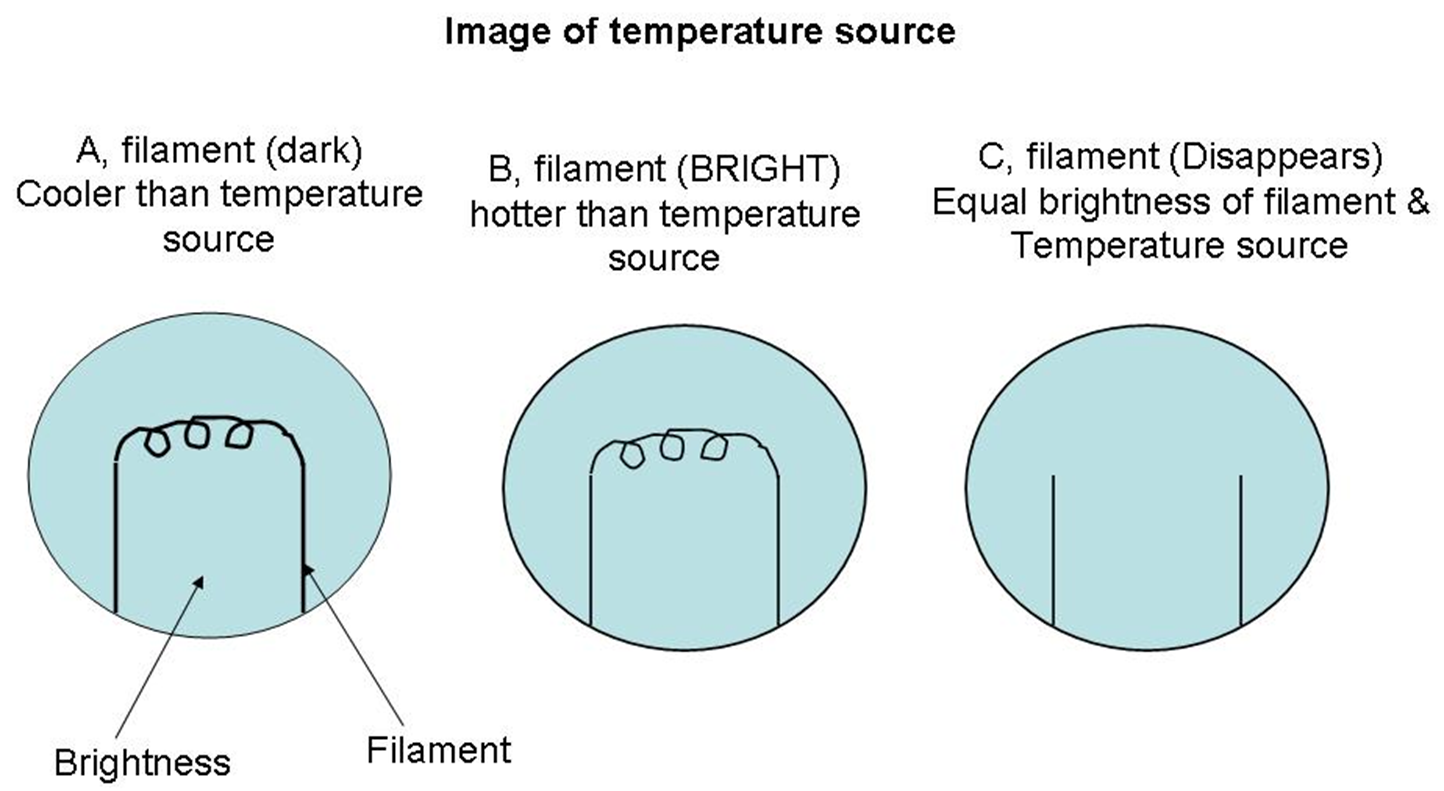 Image of temperature source
A, filament (dark)
Cooler than temperature
source
B, filament (BRIGHT)
hotter than temperature
source
C, filament (Disappears)
Equal brightness of filament &
Temperature source
Brightness
Filament